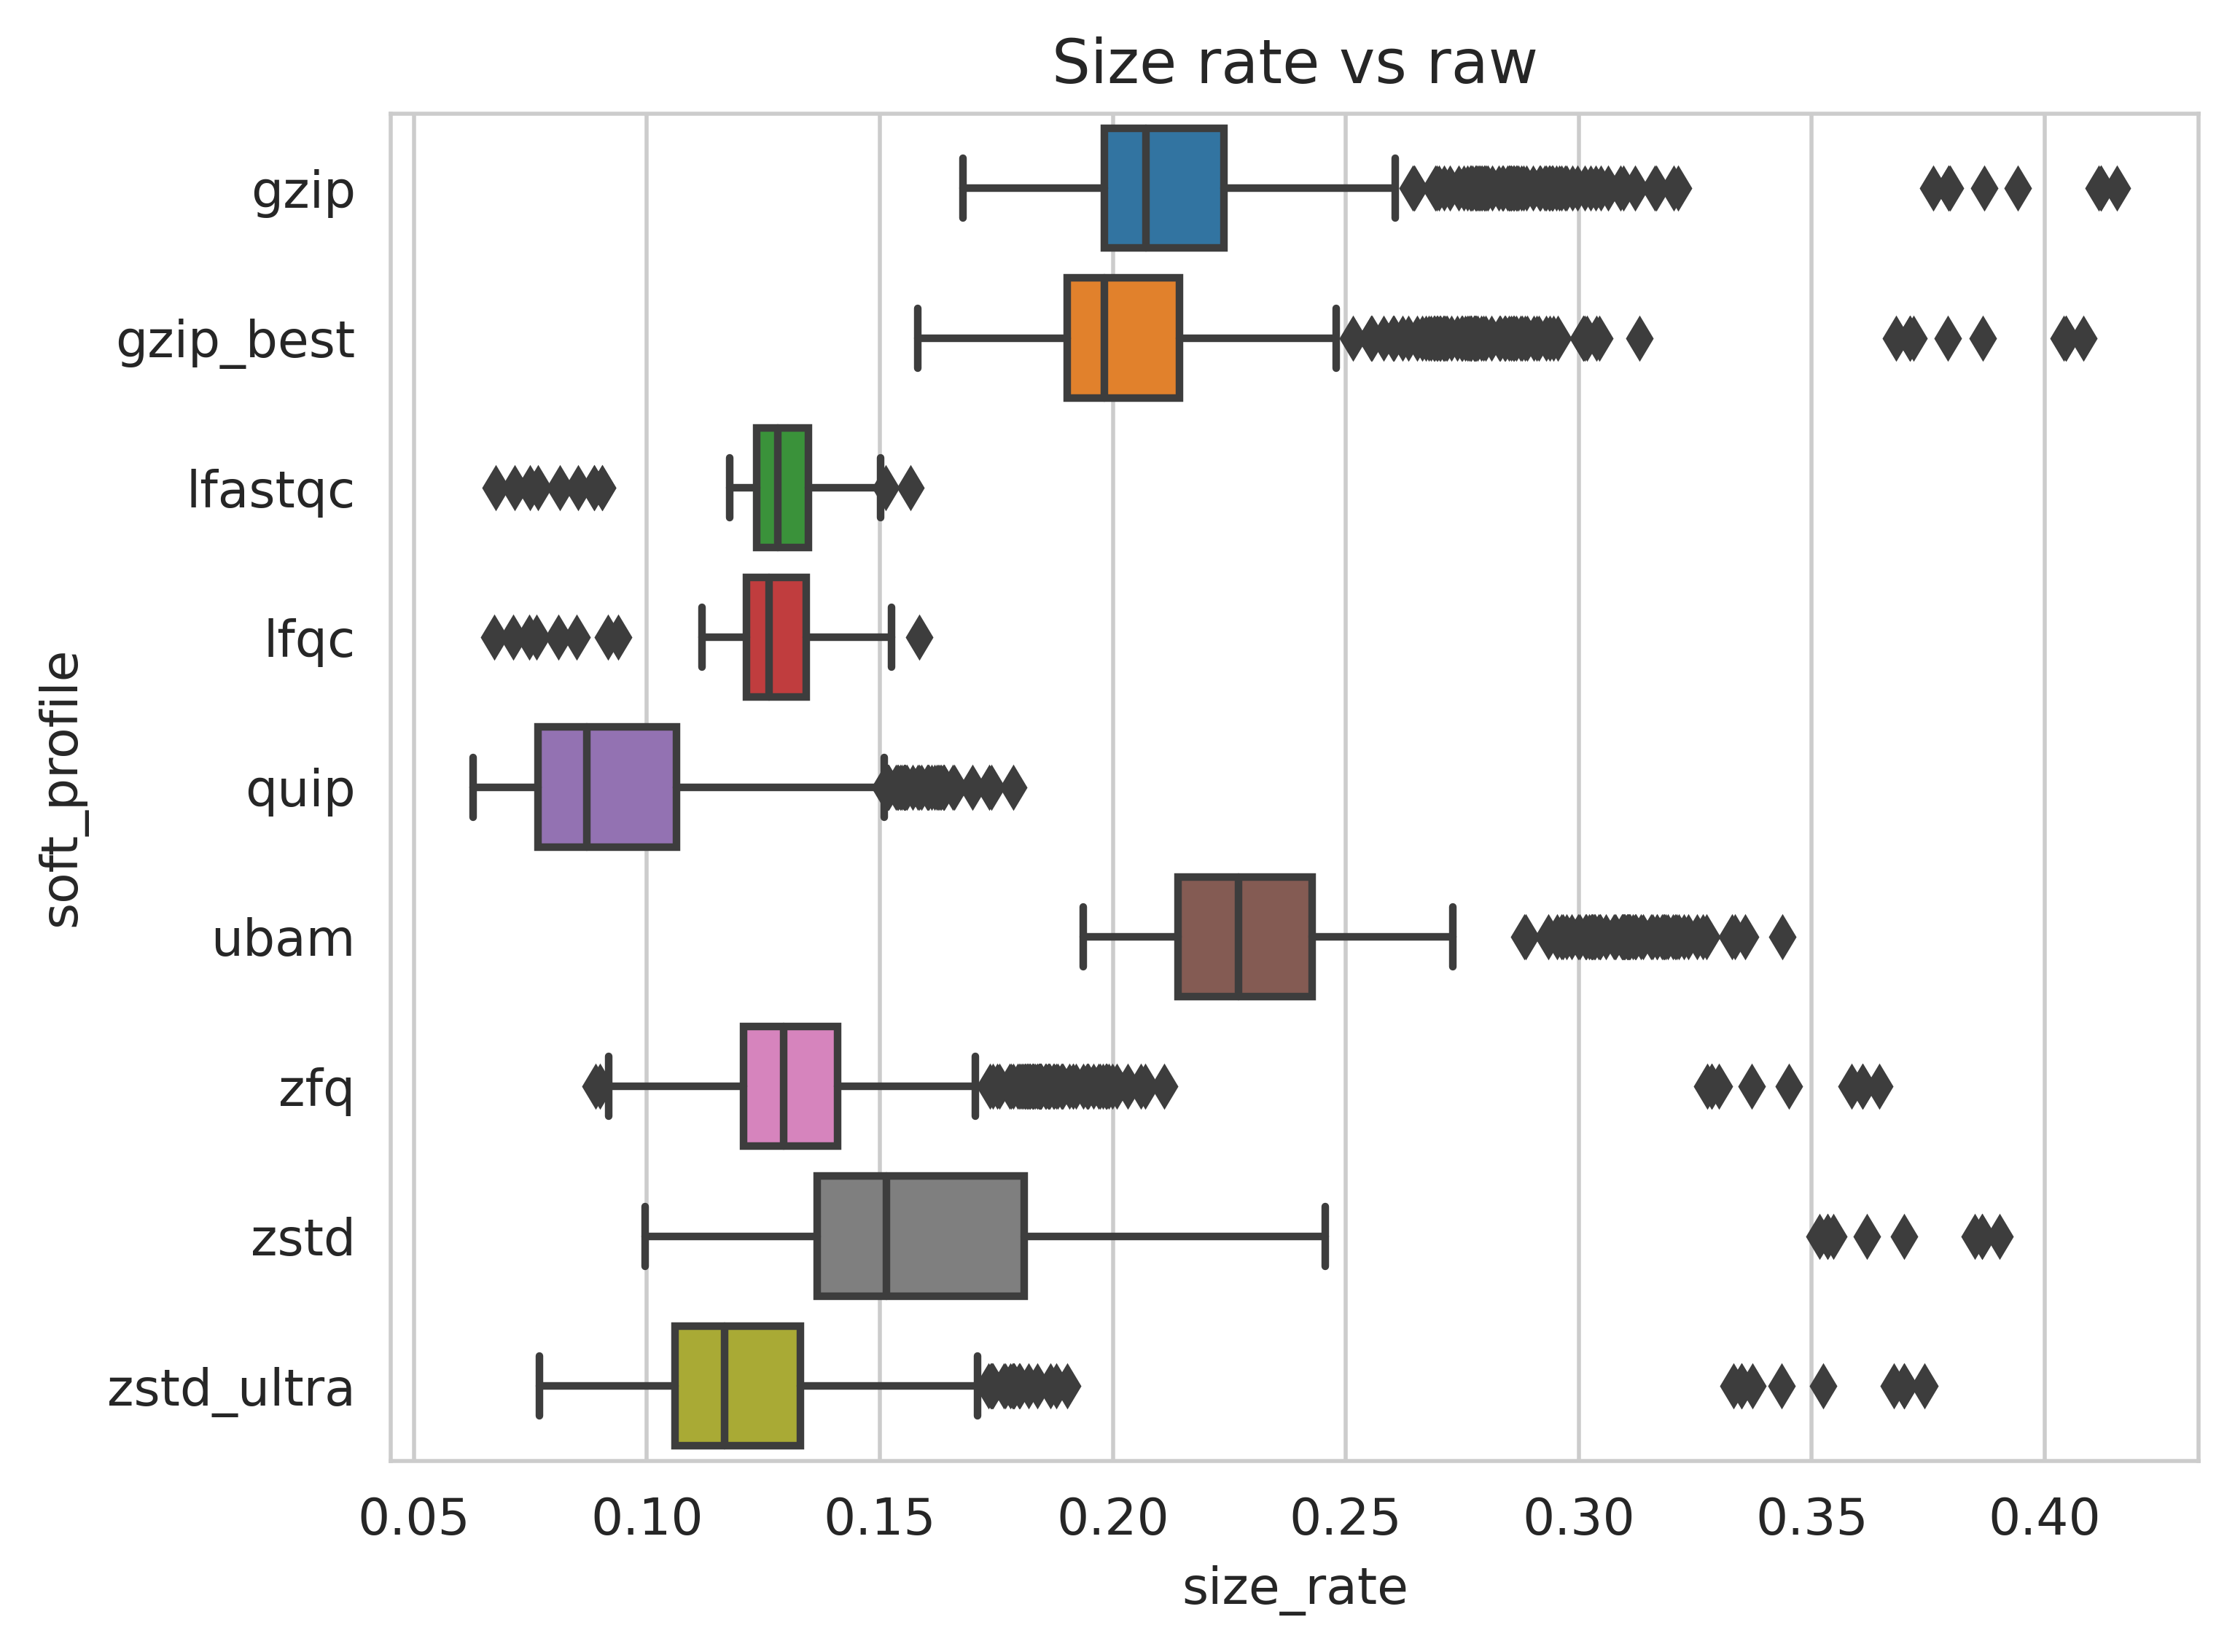 Size rate vs raw
soft_profile
gzip
gzip_best
lfastqc
lfqc
quip
ubam
zfq
zstd
zstd_ultra
0.05 0.10 0.15 0.20 0.25 0.30 0.35 0.40
size_rate